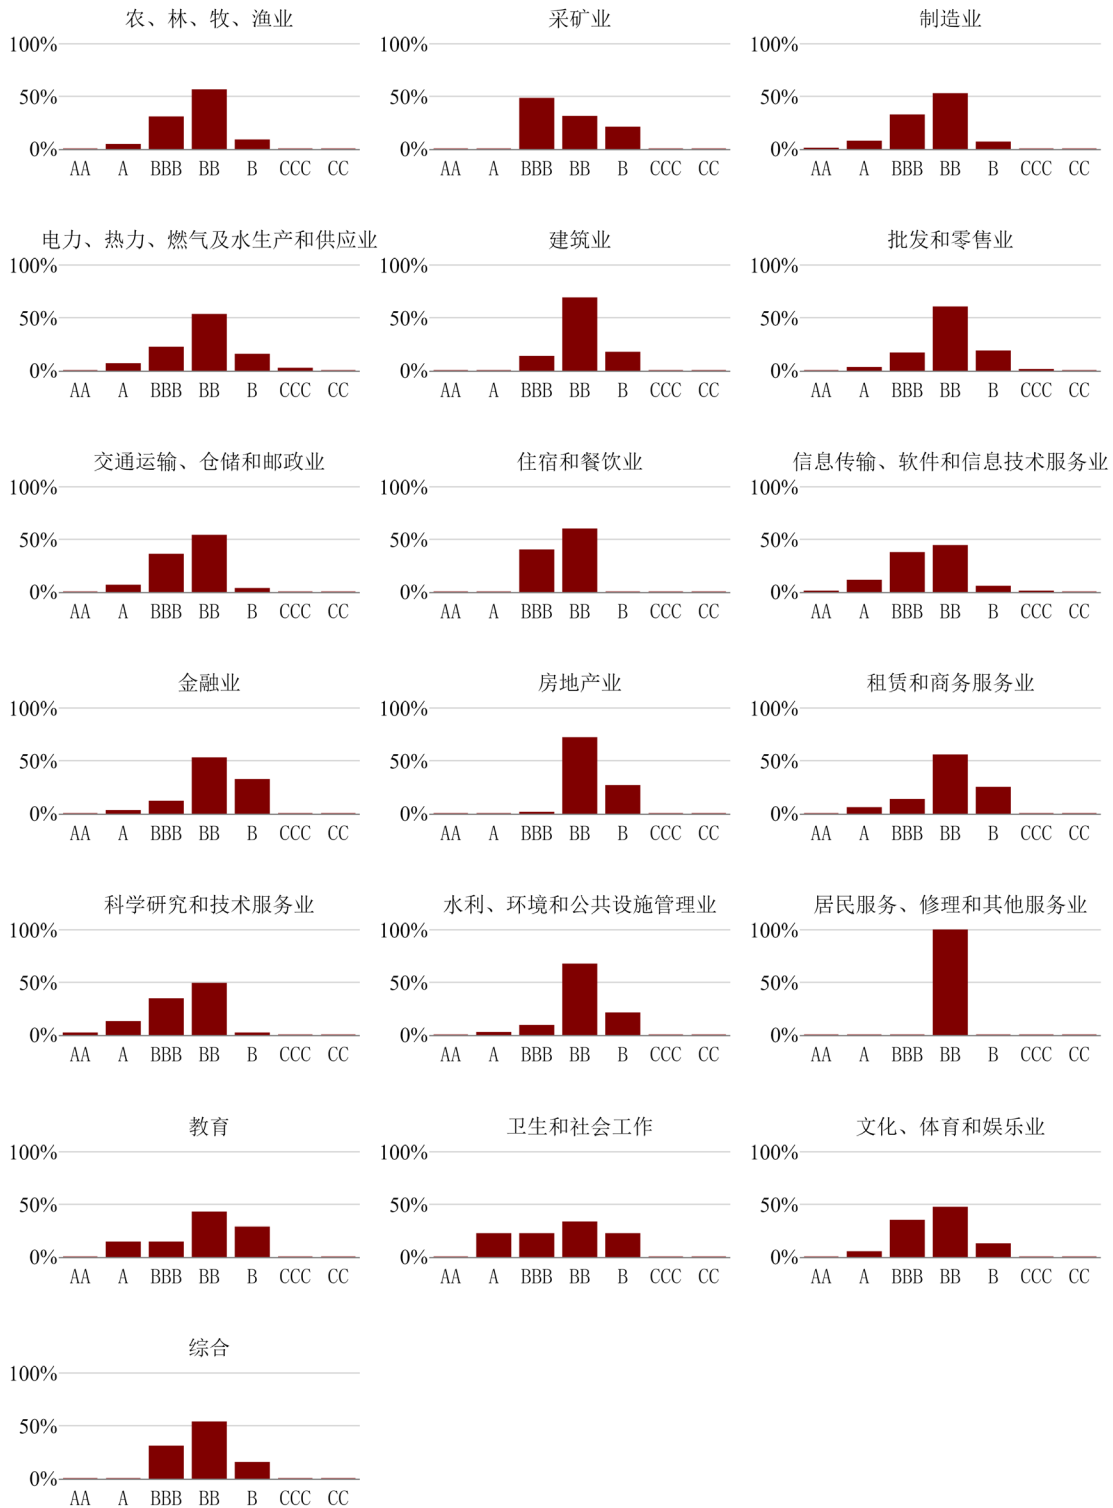 农、林、牧、渔业
100%
50%
0%
AA A BBB BB B CCC CC
采矿业
100%
50%
0%
AA A BBB BB B CCC CC
制造业
100%
50%
0%
AA A BBB BB B CCC CC
电力、热力、燃气及水生产和供应业
100%
50%
0%
AA A BBB BB B CCC CC
建筑业
100%
50%
0%
AA A BBB BB B CCC CC
批发和零售业
100%
50%
0%
AA A BBB BB B CCC CC
交通运输、仓储和邮政业
100%
50%
0%
AA A BBB BB B CCC CC
住宿和餐饮业
100%
50%
0%
AA A BBB BB B CCC CC
信息传输、软件和信息技术服务业
100%
50%
0%
AA A BBB BB B CCC CC
金融业
100%
50%
0%
AA A BBB BB B CCC CC
房地产业
100%
50%
0%
AA A BBB BB B CCC CC
租赁和商务服务业
100%
50%
0%
AA A BBB BB B CCC CC
科学研究和技术服务业
100%
50%
0%
AA A BBB BB B CCC CC
水利、环境和公共设施管理业
100%
50%
0%
AA A BBB BB B CCC CC
居民服务、修理和其他服务业
100%
50%
0%
AA A BBB BB B CCC CC
教育
100%
50%
0%
AA A BBB BB B CCC CC
卫生和社会工作
100%
50%
0%
AA A BBB BB B CCC CC
文化、体育和娱乐业
100%
50%
0%
AA A BBB BB B CCC CC
综合
100%
50%
0%
AA A BBB BB B CCC CC